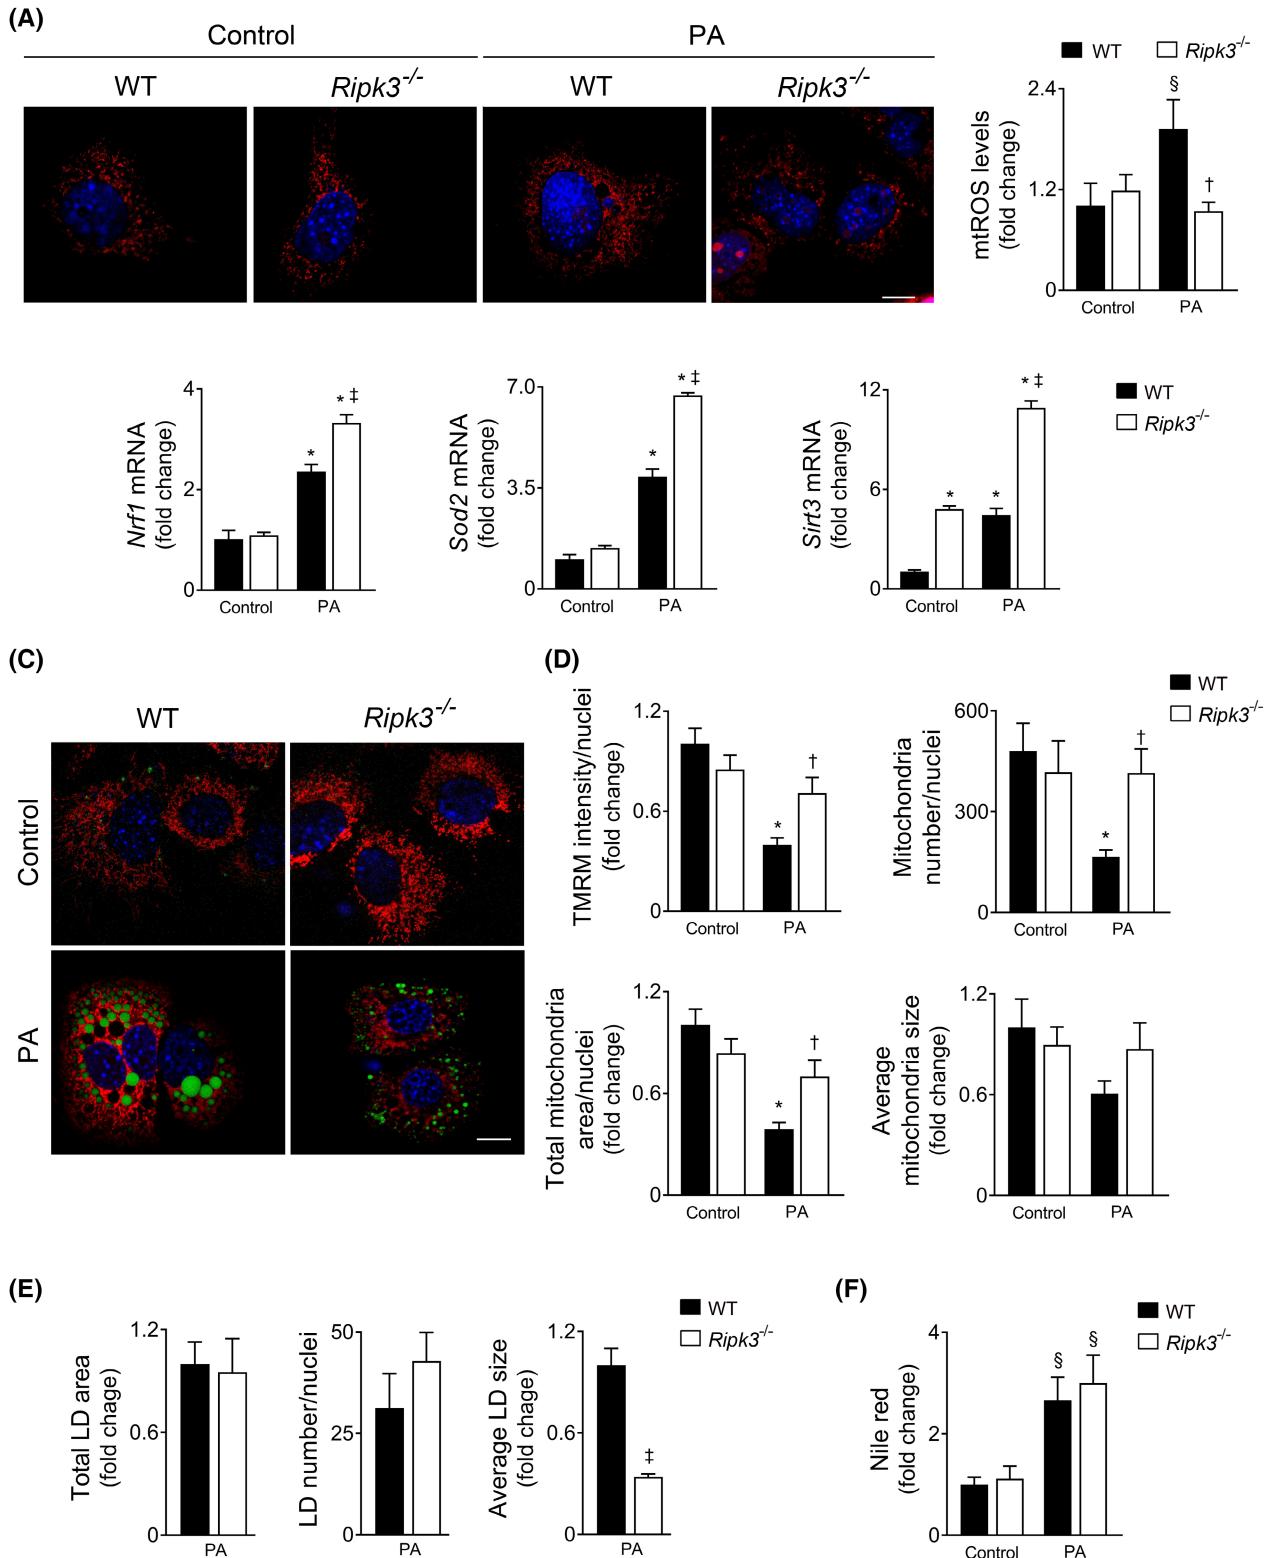 (A)
Control
PA
WT
Ripk3-/-
WT
Ripk3-/-
WT
Ripk3-/-
mtROS levels
(fold change)
2.4
1.2
0
§
†
Control
PA
Nrf1 mRNA
(fold change)
4
2
0
*
* ‡
Control
PA
Sod2 mRNA
(fold change)
7.0
3.5
0
*
* ‡
Control
PA
Sirt3 mRNA
(fold change)
12
6
0
*
*
* ‡
Control
PA
WT
Ripk3-/-
(C)
WT
Ripk3-/-
Control
PA
(D)
WT
Ripk3-/-
TMRM intensity/nuclei
(fold change)
1.2
0.6
0
*
†
Control
PA
Mitochondria
number/nuclei
600
300
0
*
†
Control
PA
Total mitochondria
area/nuclei
(fold change)
1.2
0.6
0
*
†
Control
PA
Average
mitochondria size
(fold change)
1.2
0.6
0
Control
PA
(E)
WT
Ripk3-/-
Total LD area
(fold chage)
1.2
0.6
0
PA
LD number/nuclei
50
25
0
PA
Average LD size
(fold chage)
1.2
0.6
0
‡
PA
(F)
WT
Ripk3-/-
Nile red
(fold change)
4
2
0
§
§
Control
PA